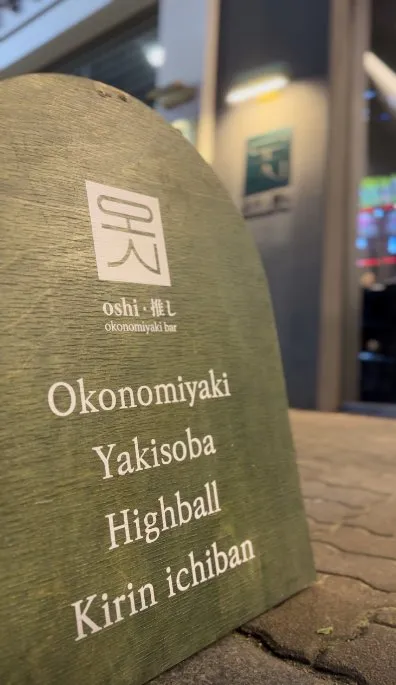 oshi · 推し
okonomiyaki bar
Okonomiyaki
Yakisoba
Highball
Kirin ichiban